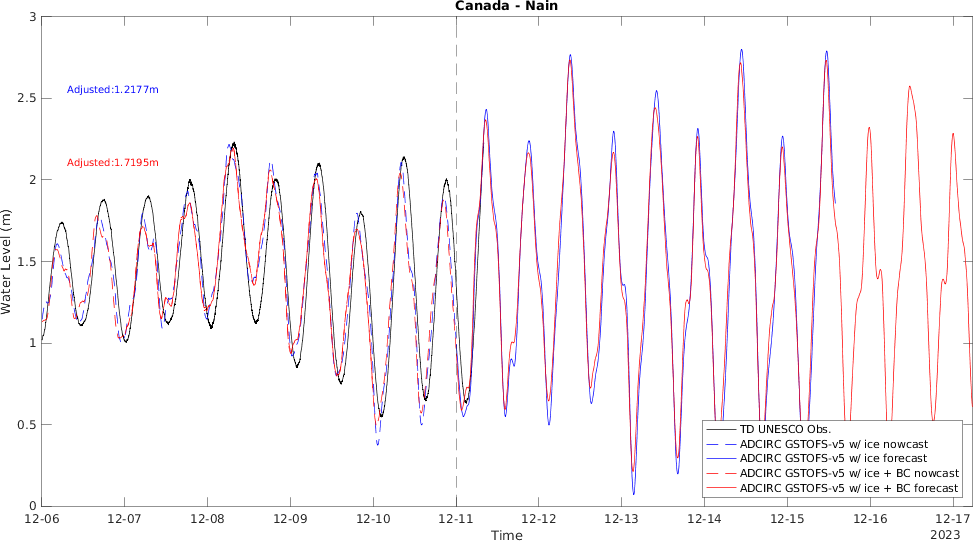 Canada - Nain
Adjusted:1.2177m
Adjusted:1.7195m
Water Level (m)
3
2.5
2
1.5
1
0.5
0
TD UNESCO Obs.
ADCIRC GSTOFS-v5 w/ ice nowcast
ADCIRC GSTOFS-v5 w/ ice forecast
ADCIRC GSTOFS-v5 w/ ice + BC nowcast
ADCIRC GSTOFS-v5 w/ ice + BC forecast
12-06 12-07 12-08 12-09 12-10 12-11 12-12 12-13 12-14 12-15 12-16 12-17
Time
2023